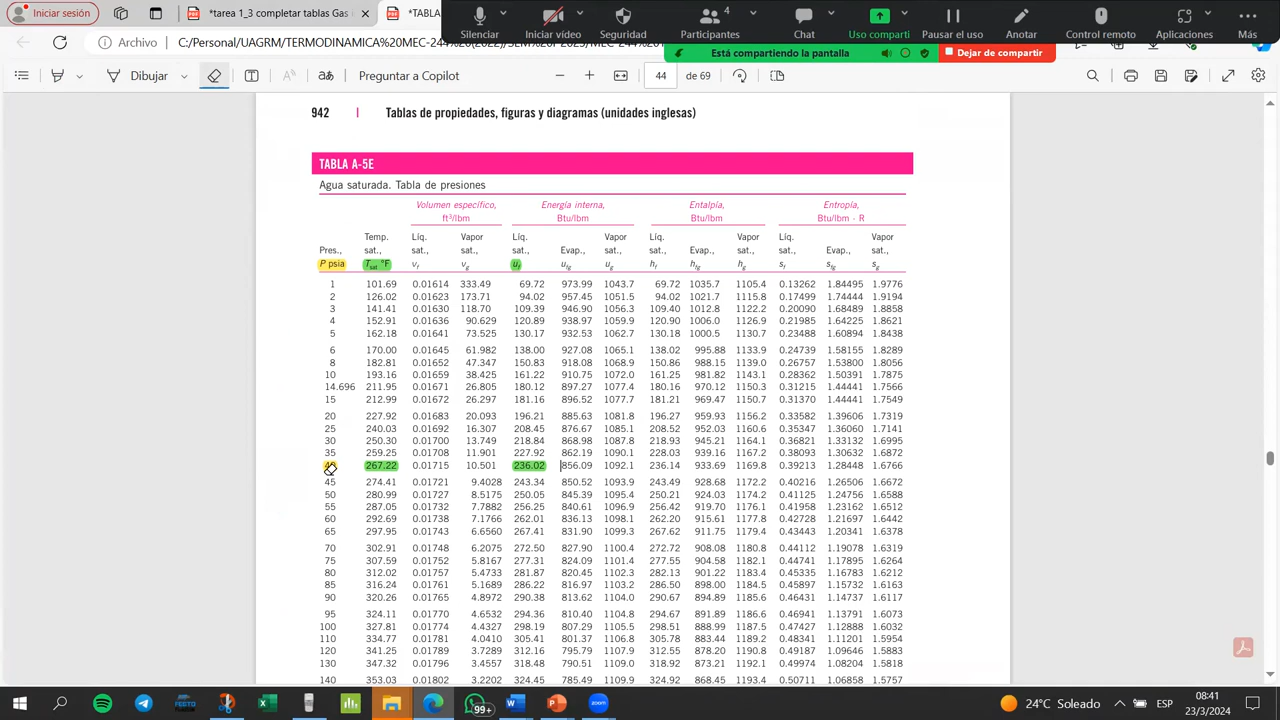 Iniciar sesión
*tarea 1_3 completar tablas Gas
*TABLA
Silenciar
Iniciar vídeo
Seguridad
4
Participantes
Chat
Uso comparti
Pausar el uso
Anotar
Control remoto
Aplicaciones
Más
Archivo
Está compartiendo la pantalla
Dejar de compartir
Dibujar
Preguntar a Copilot
44
de 69
942 | Tablas de propiedades, figuras y diagramas (unidades inglesas)
TABLA A-5E
Agua saturada. Tabla de presiones
Volumen específico, Energía interna, Entalpía, Entropía,
ft³/lbm Btu/lbm Btu/lbm Btu/lbm · R
Temp. Líq. Vapor Líq. Vapor Líq. Vapor Líq. Vapor
Pres., sat., sat., sat., sat., Evap., sat., sat., Evap., sat., sat., Evap., sat.,
P psia Tsat °F vf vg uf ufg ug hf hfg hg sf sfg sg
1 101.69 0.01614 333.49 69.72 973.99 1043.7 69.72 1035.7 1105.4 0.13262 1.84495 1.9776
2 126.02 0.01623 173.71 94.02 957.45 1051.5 94.02 1021.7 1115.8 0.17499 1.74444 1.9194
3 141.41 0.01630 118.70 109.39 946.90 1056.3 109.40 1012.8 1122.2 0.20090 1.68489 1.8858
4 152.91 0.01636 90.629 120.89 938.97 1059.9 120.90 1006.0 1126.9 0.21985 1.64225 1.8621
5 162.18 0.01641 73.525 130.17 932.53 1062.7 130.18 1000.5 1130.7 0.23488 1.60894 1.8438
6 170.00 0.01645 61.982 138.00 927.08 1065.1 138.02 995.88 1133.9 0.24739 1.58155 1.8289
8 182.81 0.01652 47.347 150.83 918.08 1068.9 150.86 988.15 1139.0 0.26757 1.53800 1.8056
10 193.16 0.01659 38.425 161.22 910.75 1072.0 161.25 981.82 1143.1 0.28362 1.50391 1.7875
14.696 211.95 0.01671 26.805 180.12 897.27 1077.4 180.16 970.12 1150.3 0.31215 1.44441 1.7566
15 212.99 0.01672 26.297 181.16 896.52 1077.7 181.21 969.47 1150.7 0.31370 1.44441 1.7549
20 227.92 0.01683 20.093 196.21 885.63 1081.8 196.27 959.93 1156.2 0.33582 1.39606 1.7319
25 240.03 0.01692 16.307 208.45 876.67 1085.1 208.52 952.03 1160.6 0.35347 1.36060 1.7141
30 250.30 0.01700 13.749 218.84 868.98 1087.8 218.93 945.21 1164.1 0.36821 1.33132 1.6995
35 259.25 0.01708 11.901 227.92 862.19 1090.1 228.03 939.16 1167.2 0.38093 1.30632 1.6872
267.22 0.01715 10.501 236.02 856.09 1092.1 236.14 933.69 1169.8 0.39213 1.28448 1.6766
45 274.41 0.01721 9.4028 243.34 850.52 1093.9 243.49 928.68 1172.2 0.40216 1.26506 1.6672
50 280.99 0.01727 8.5175 250.05 845.39 1095.4 250.21 924.03 1174.2 0.41125 1.24756 1.6588
55 287.05 0.01732 7.7882 256.25 840.61 1096.9 256.42 919.70 1176.1 0.41958 1.23162 1.6512
60 292.69 0.01738 7.1766 262.01 836.13 1098.1 262.20 915.61 1177.8 0.42728 1.21697 1.6442
65 297.95 0.01743 6.6560 267.41 831.90 1099.3 267.62 911.75 1179.4 0.43443 1.20341 1.6378
70 302.91 0.01748 6.2075 272.50 827.90 1100.4 272.72 908.08 1180.8 0.44112 1.19078 1.6319
75 307.59 0.01752 5.8167 277.31 824.09 1101.4 277.55 904.58 1182.1 0.44741 1.17895 1.6264
80 312.02 0.01757 5.4733 281.87 820.45 1102.3 282.13 901.22 1183.4 0.45335 1.16783 1.6212
85 316.24 0.01761 5.1689 286.22 816.97 1103.2 286.50 898.00 1184.5 0.45897 1.15732 1.6163
90 320.26 0.01765 4.8972 290.38 813.62 1104.0 290.67 894.89 1185.6 0.46431 1.14737 1.6117
95 324.11 0.01770 4.6532 294.36 810.40 1104.8 294.67 891.89 1186.6 0.46941 1.13791 1.6073
100 327.81 0.01774 4.4327 298.19 807.29 1105.5 298.51 888.99 1187.5 0.47427 1.12888 1.6032
110 334.77 0.01781 4.0410 305.41 801.37 1106.8 305.78 883.44 1189.2 0.48341 1.11201 1.5954
120 341.25 0.01789 3.7289 312.16 795.79 1107.9 312.55 878.20 1190.8 0.49187 1.09646 1.5883
130 347.32 0.01796 3.4557 318.48 790.51 1109.0 318.92 873.21 1192.1 0.49974 1.08204 1.5818
140 353.03 0.01802 3.2202 324.45 785.49 1109.9 324.92 868.45 1193.4 0.50711 1.06858 1.5757
99+
24°C Soleado
ESP
08:41
23/3/2024